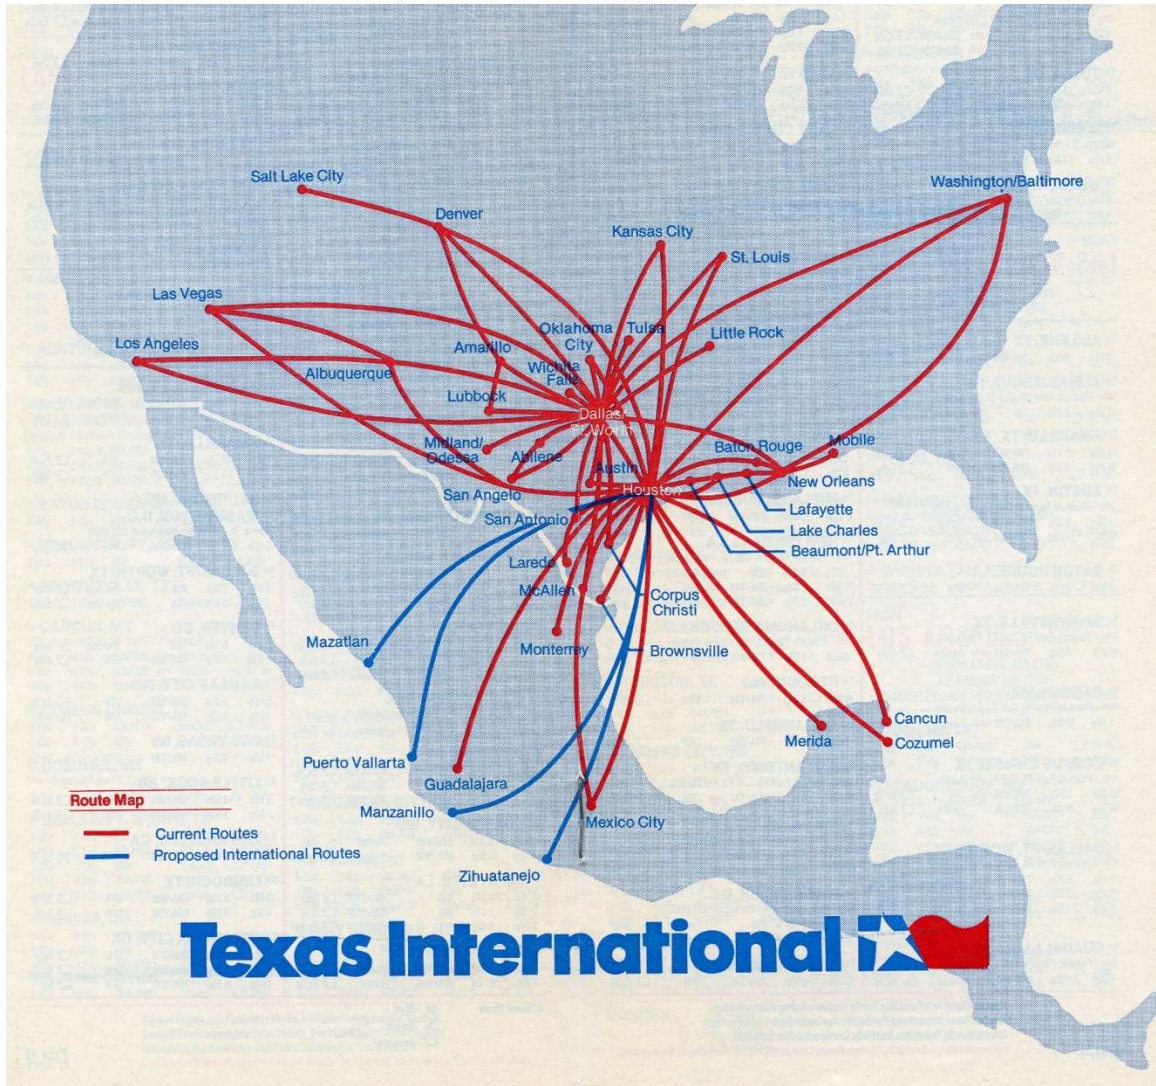 Salt Lake City
Denver
Washington/Baltimore
Kansas City
St. Louis
Las Vegas
Los Angeles
Albuquerque
Amarillo
Oklahoma
City
Tulsa
Little Rock
Wichita
Falls
Lubbock
Dallas/
Ft. Worth
Midland/
Odessa
Abilene
San Angelo
Austin
Houston
Baton Rouge
Mobile
New Orleans
Lafayette
Lake Charles
Beaumont/Pt. Arthur
San Antonio
Laredo
McAllen
Corpus
Christi
Monterrey
Brownsville
Mazatlan
Puerto Vallarta
Guadalajara
Manzanillo
Mexico City
Zihuatanejo
Merida
Cancun
Cozumel
Route Map
Current Routes
Proposed International Routes
Texas International